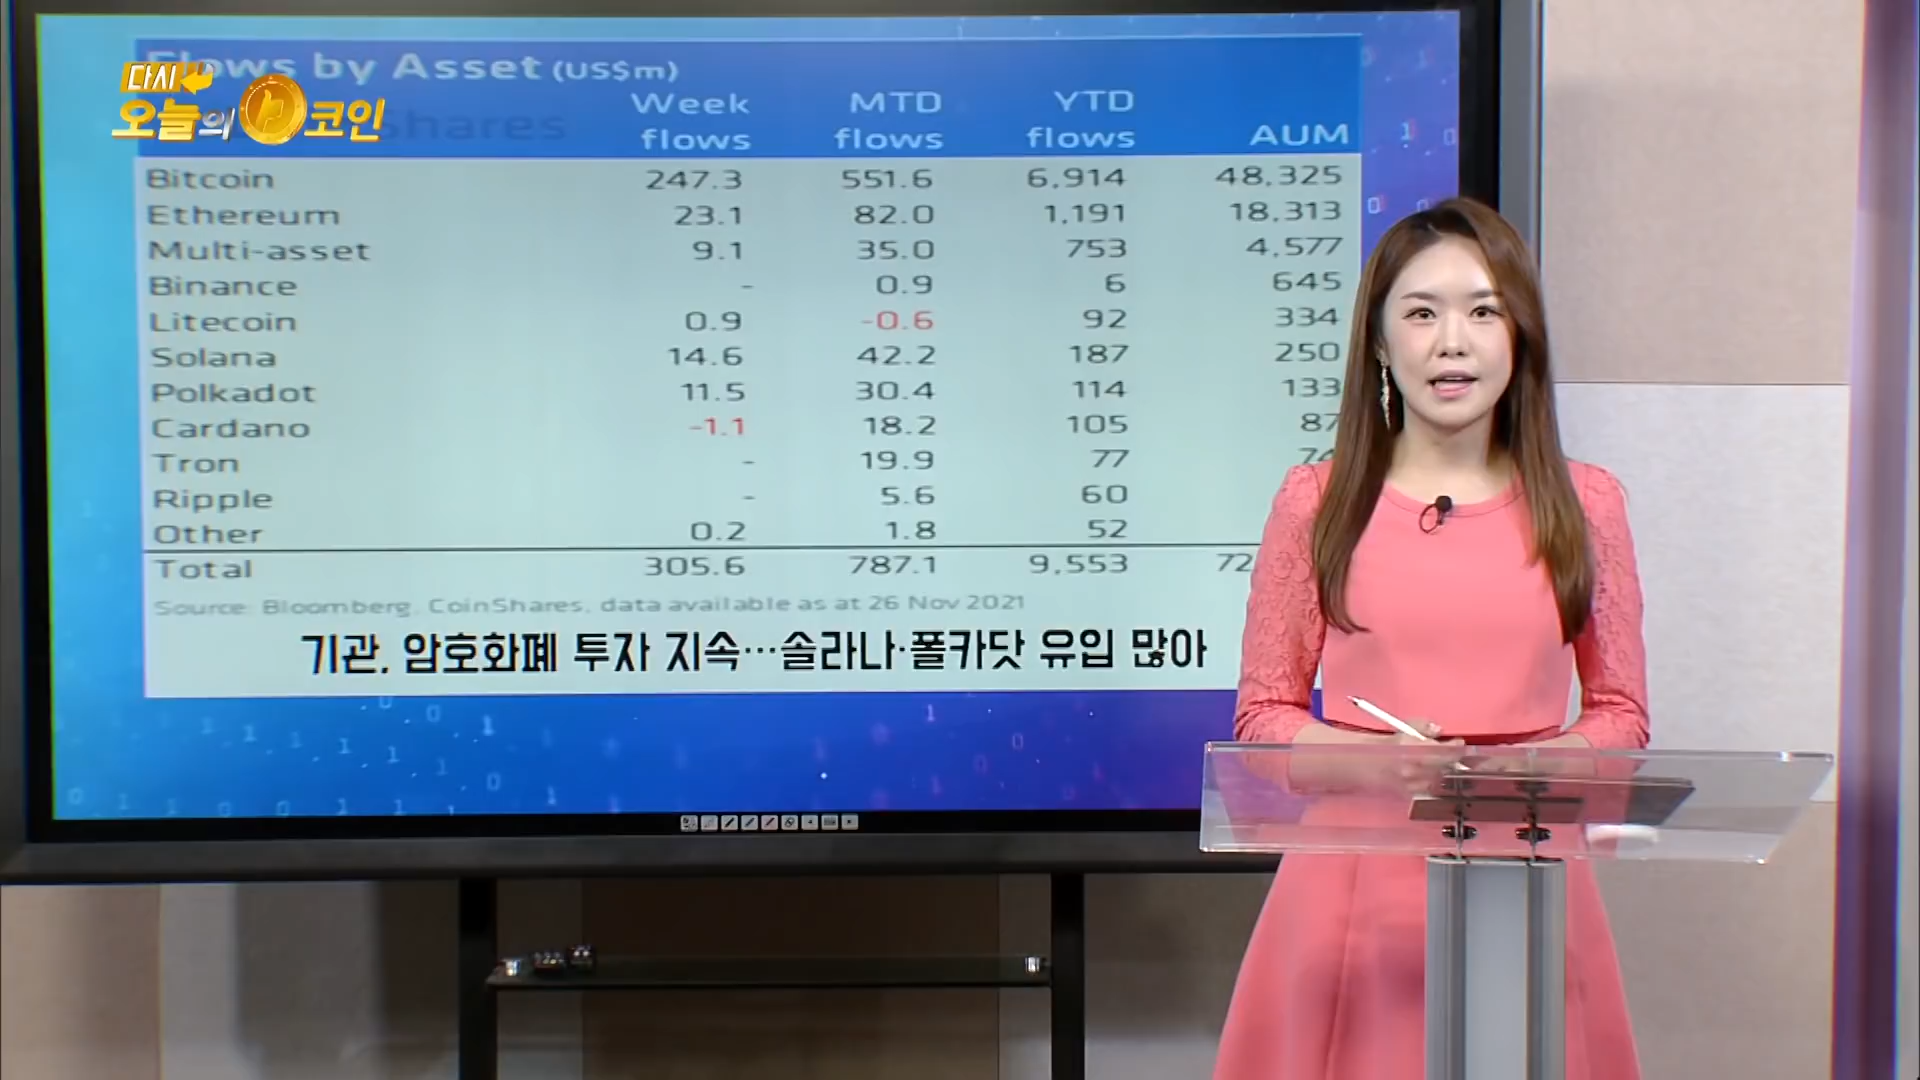 다시
오늘의 코인
Flows by Asset (US$m)
Week flows MTD flows YTD flows AUM
Bitcoin 247.3 551.6 6,914 48,325
Ethereum 23.1 82.0 1,191 18,313
Multi-asset 9.1 35.0 753 4,577
Binance - 0.9 6 645
Litecoin 0.9 -0.6 92 334
Solana 14.6 42.2 187 250
Polkadot 11.5 30.4 114 133
Cardano -1.1 18.2 105 87
Tron - 19.9 77
Ripple - 5.6 60
Other 0.2 1.8 52
Total 305.6 787.1 9,553 72
Source: Bloomberg, CoinShares, data available as at 26 Nov 2021
기관, 암호화폐 투자 지속…솔라나·폴카닷 유입 많아